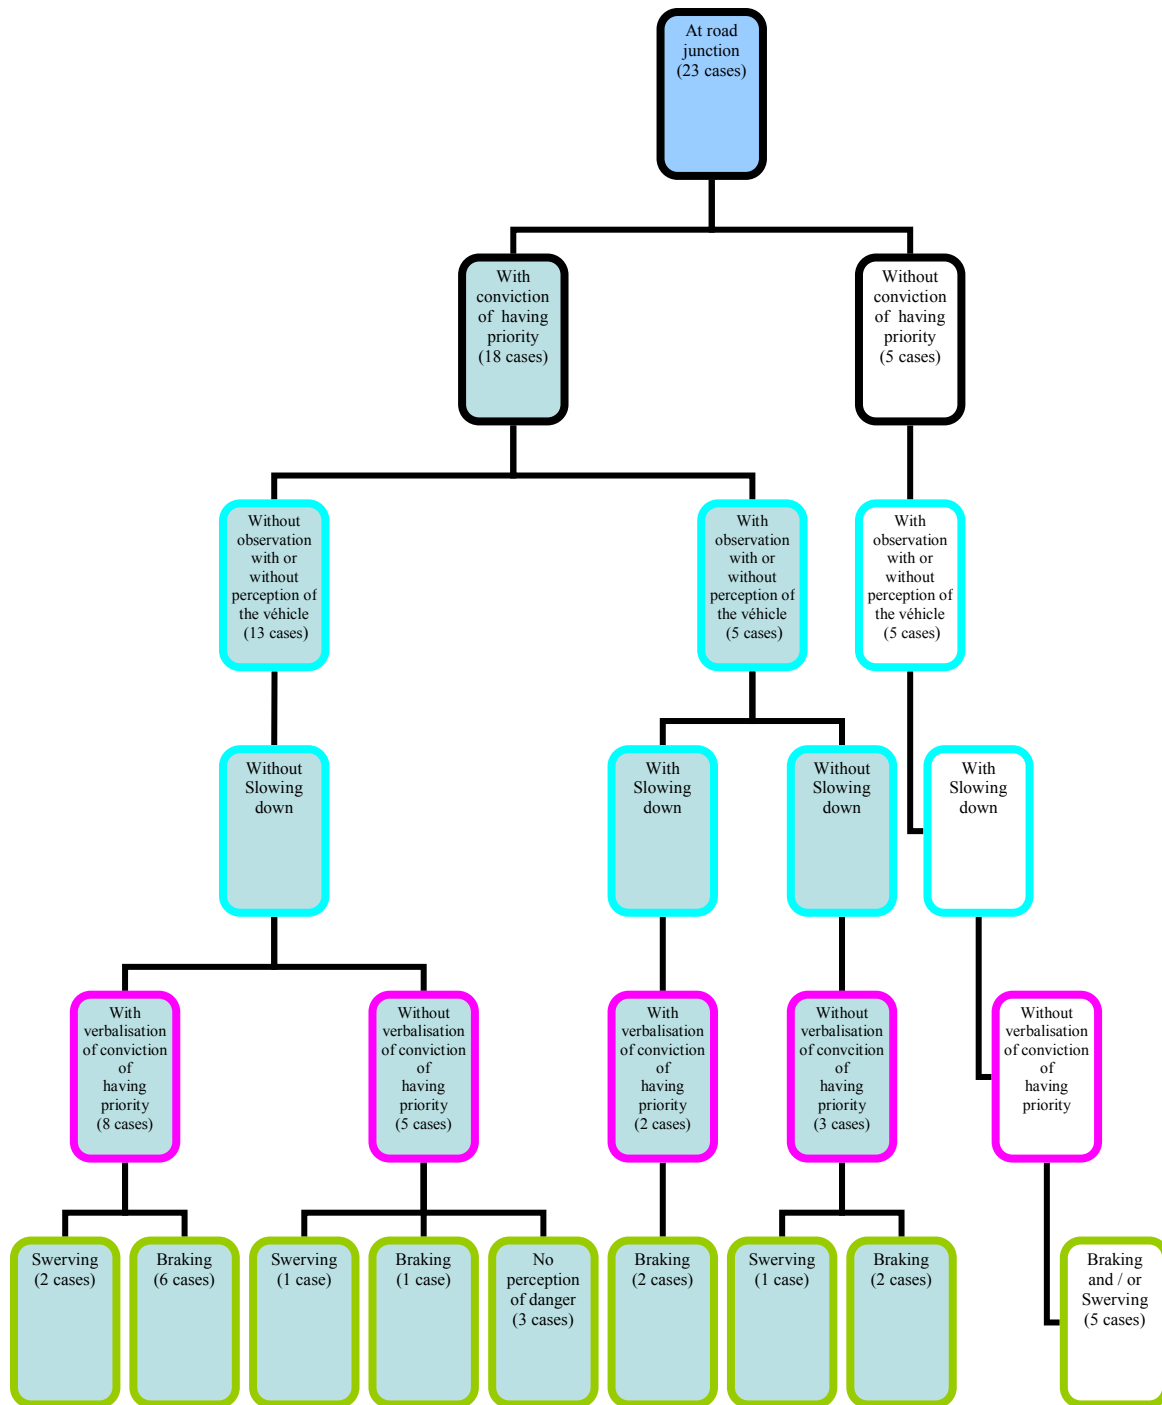 At road
junction
(23 cases)
With
conviction
of having
priority
(18 cases)
Without
conviction
of having
priority
(5 cases)
Without
observation
with or
without
perception of
the véhicle
(13 cases)
With
observation
with or
without
perception of
the véhicle
(5 cases)
With
observation
with or
without
perception of
the véhicle
(5 cases)
Without
Slowing
down
With
Slowing
down
Without
Slowing
down
With
Slowing
down
With
verbalisation
of conviction
of
having
priority
(8 cases)
Without
verbalisation
of conviction
of
having
priority
(5 cases)
With
verbalisation
of conviction
of
having
priority
(2 cases)
Without
verbalisation
of convcition
of
having
priority
(3 cases)
Without
verbalisation
of conviction
of
having
priority
Swerving
(2 cases)
Braking
(6 cases)
Swerving
(1 case)
Braking
(1 case)
No
perception
of danger
(3 cases)
Braking
(2 cases)
Swerving
(1 case)
Braking
(2 cases)
Braking
and / or
Swerving
(5 cases)